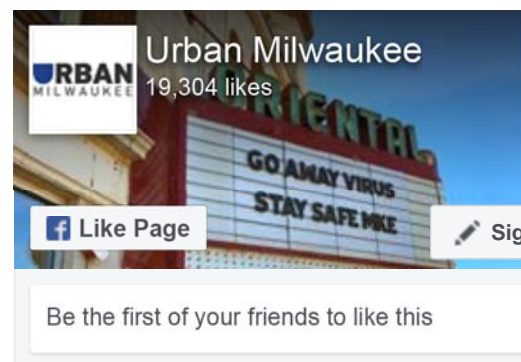 URBAN
MILWAUKEE
Urban Milwaukee
19,304 likes
ORIENTAL
GO AWAY VIRUS
STAY SAFE MKE
Like Page
Sig
Be the first of your friends to like this